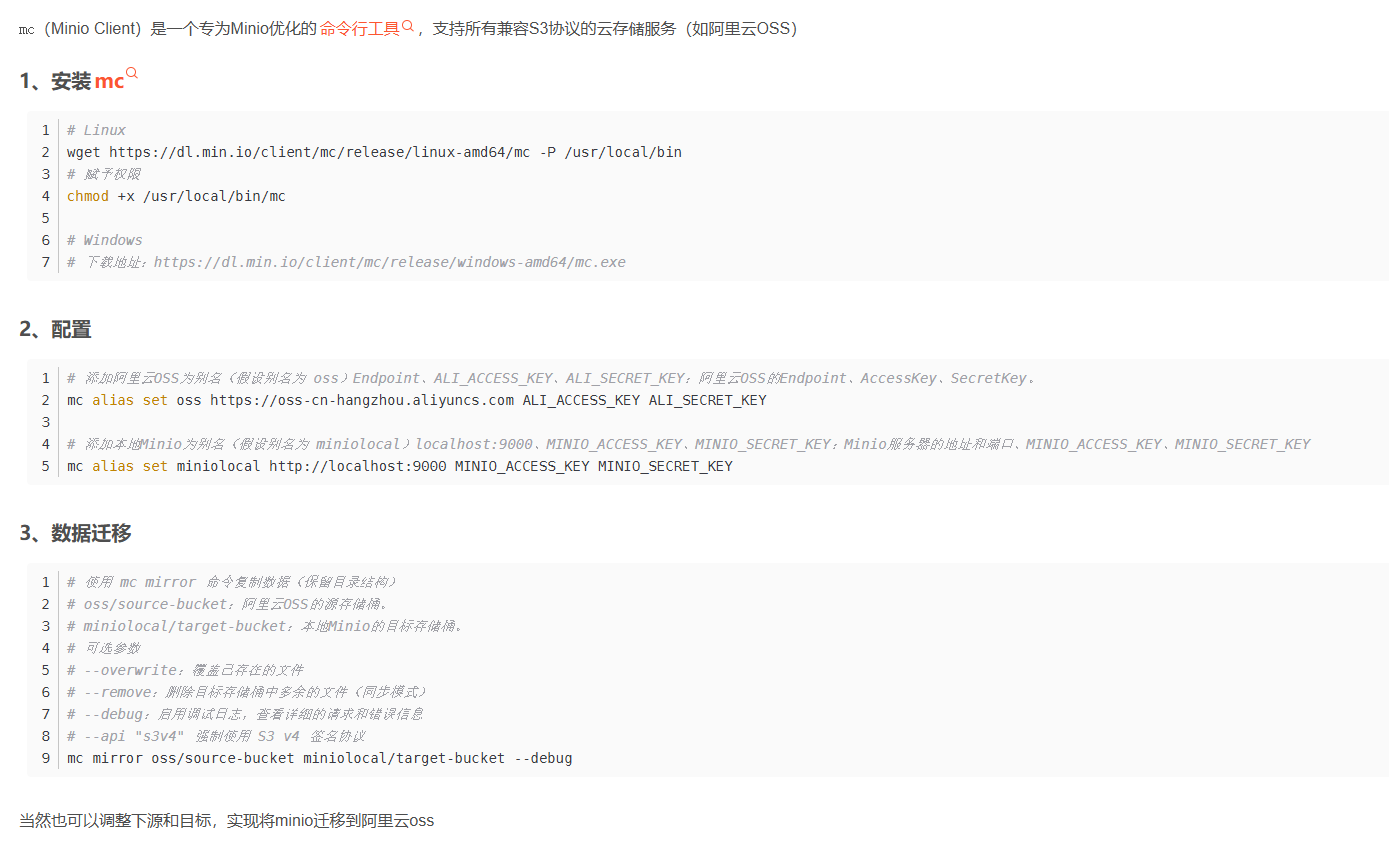 mc（Minio Client）是一个专为Minio优化的命令行工具，支持所有兼容S3协议的云存储服务（如阿里云OSS）
1、安装mc
1 # Linux
2 wget https://dl.min.io/client/mc/release/linux-amd64/mc -P /usr/local/bin
3 # 赋予权限
4 chmod +x /usr/local/bin/mc
5
6 # Windows
7 # 下载地址：https://dl.min.io/client/mc/release/windows-amd64/mc.exe
2、配置
1 # 添加阿里云OSS为别名（假设别名为 oss）Endpoint、ALI_ACCESS_KEY、ALI_SECRET_KEY：阿里云OSS的Endpoint、AccessKey、SecretKey。
2 mc alias set oss https://oss-cn-hangzhou.aliyuncs.com ALI_ACCESS_KEY ALI_SECRET_KEY
3
4 # 添加本地Minio为别名（假设别名为 miniolocal）localhost:9000、MINIO_ACCESS_KEY、MINIO_SECRET_KEY：Minio服务器的地址和端口、MINIO_ACCESS_KEY、MINIO_SECRET_KEY
5 mc alias set miniolocal http://localhost:9000 MINIO_ACCESS_KEY MINIO_SECRET_KEY
3、数据迁移
1 # 使用 mc mirror 命令复制数据（保留目录结构）
2 # oss/source-bucket：阿里云OSS的源存储桶。
3 # miniolocal/target-bucket：本地Minio的目标存储桶。
4 # 可选参数
5 # --overwrite：覆盖已存在的文件
6 # --remove：删除目标存储桶中多余的文件（同步模式）
7 # --debug：启用调试日志，查看详细的请求和错误信息
8 # --api "s3v4" 强制使用 S3 v4 签名协议
9 mc mirror oss/source-bucket miniolocal/target-bucket --debug
当然也可以调整下源和目标，实现将minio迁移到阿里云oss